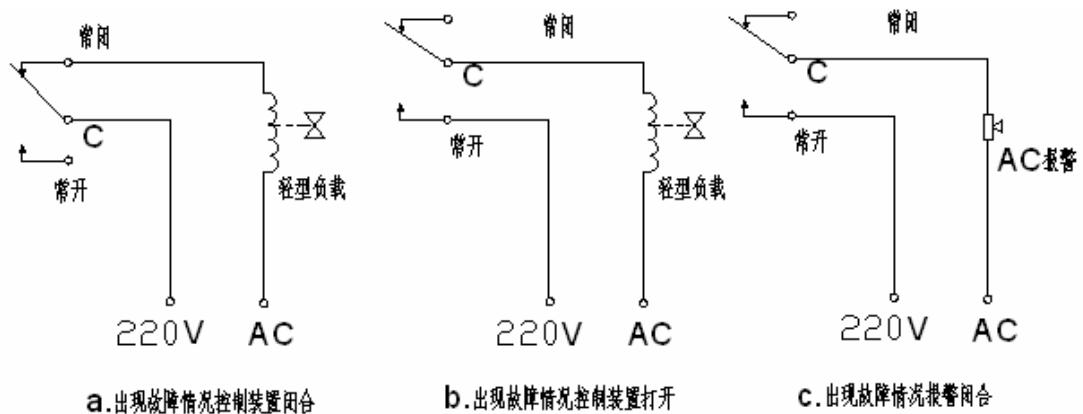 常闭
C
常开
轻型负载
220V AC
a.出现故障情况控制装置闭合
常闭
C
常开
轻型负载
220V AC
b.出现故障情况控制装置打开
常闭
C
常开
AC报警
220V AC
c.出现故障情况报警闭合